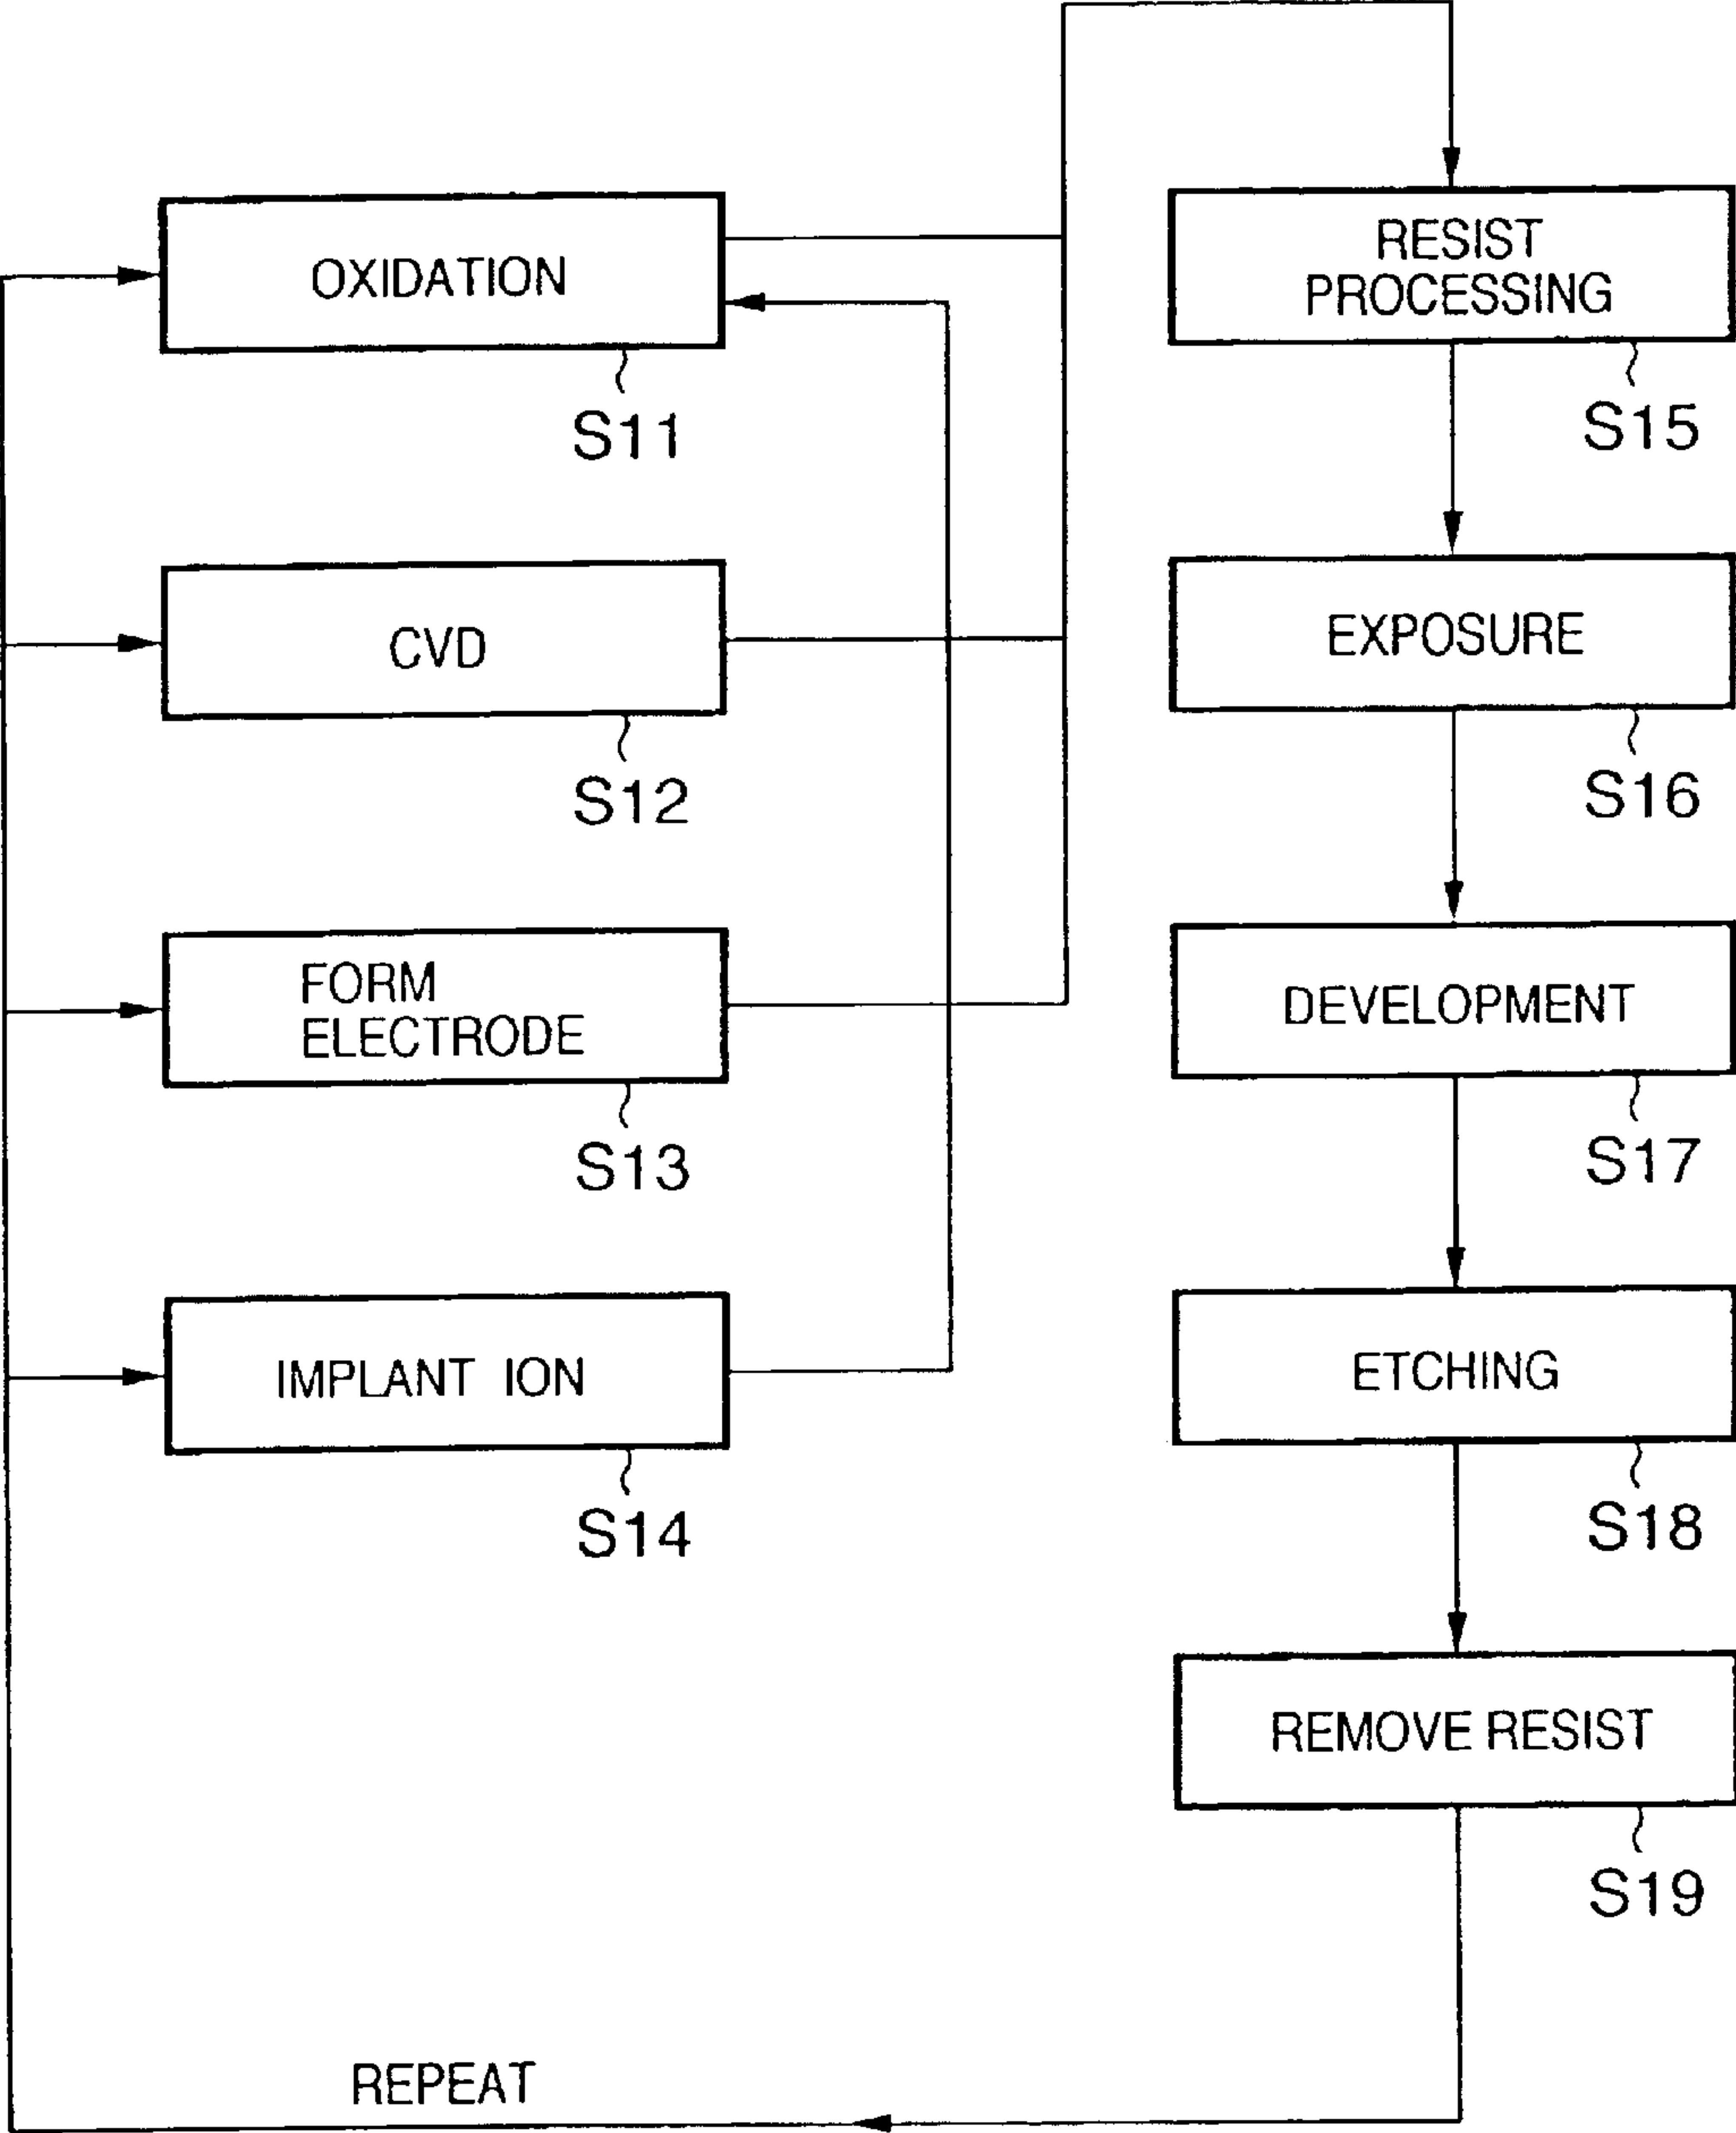 OXIDATION
S11
CVD
S12
FORM
ELECTRODE
S13
IMPLANT ION
S14
RESIST
PROCESSING
S15
EXPOSURE
S16
DEVELOPMENT
S17
ETCHING
S18
REMOVE RESIST
S19
REPEAT